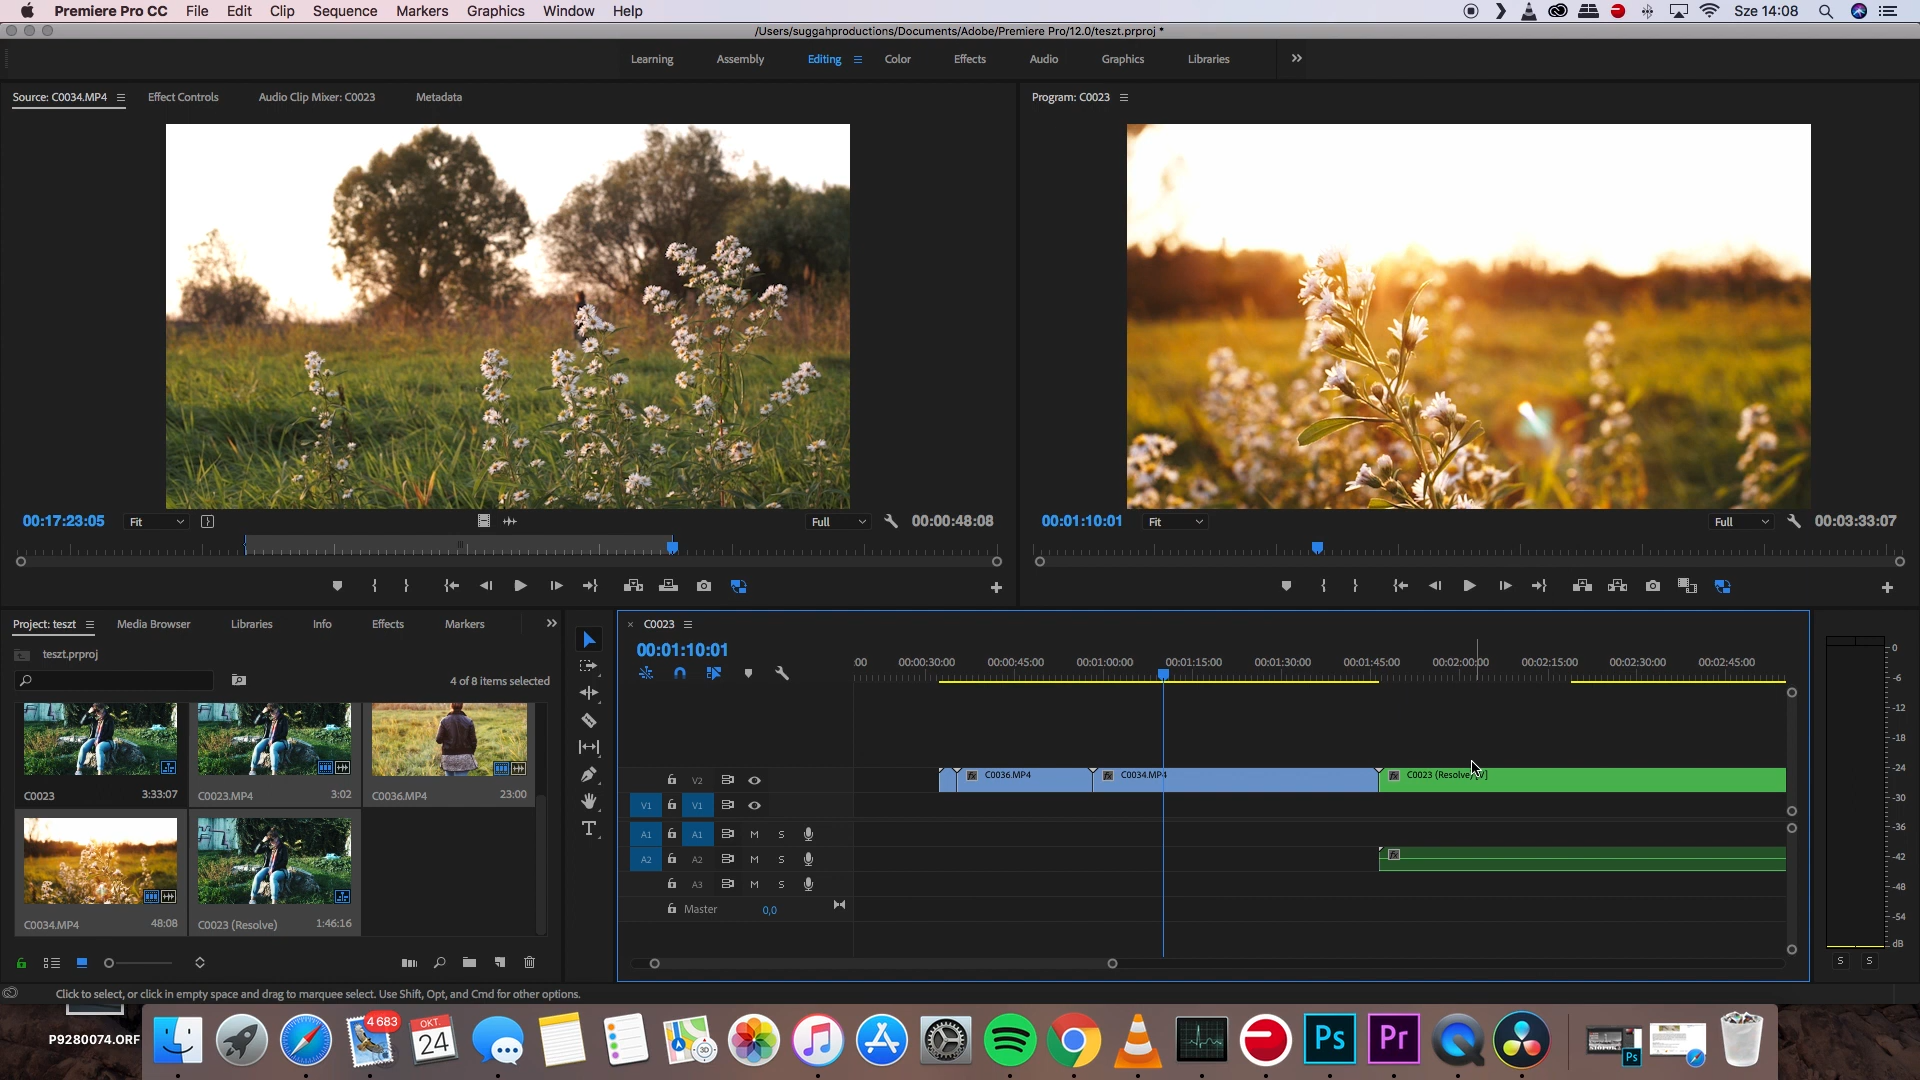 Premiere Pro CC File Edit Clip Sequence Markers Graphics Window Help Sze 14:08
/Users/suggahproductions/Documents/Adobe/Premiere Pro/12.0/teszt.prproj *
Learning Assembly Editing Color Effects Audio Graphics Libraries
Source: C0034.MP4 Effect Controls Audio Clip Mixer: C0023 Metadata
Program: C0023
00:17:23:05 Fit Full 00:00:48:08
00:01:10:01 Fit Full 00:03:33:07
Project: teszt Media Browser Libraries Info Effects Markers
teszt.prproj
4 of 8 items selected
C0023 3:33:07
C0023.MP4 3:02
C0036.MP4 23:00
C0034.MP4 48:08
C0023 (Resolve) 1:46:16
T
C0023
00:01:10:01
:00 00:00:30:00 00:00:45:00 00:01:00:00 00:01:15:00 00:01:30:00 00:01:45:00 00:02:00:00 00:02:15:00 00:02:30:00 00:02:45:00
V2
C0036.MP4 C0034.MP4 C0023 (Resolve)
V1 V1
A1 A1 M S
A2 A2 M S
A3 M S
Master 0,0
0
-6
-12
-18
-24
-30
-36
-42
-48
-54
dB
S S
Click to select, or click in empty space and drag to marquee select. Use Shift, Opt, and Cmd for other options.
P9280074.ORF
4 683
OKT.
24
3D
Ps
Pr
Ps